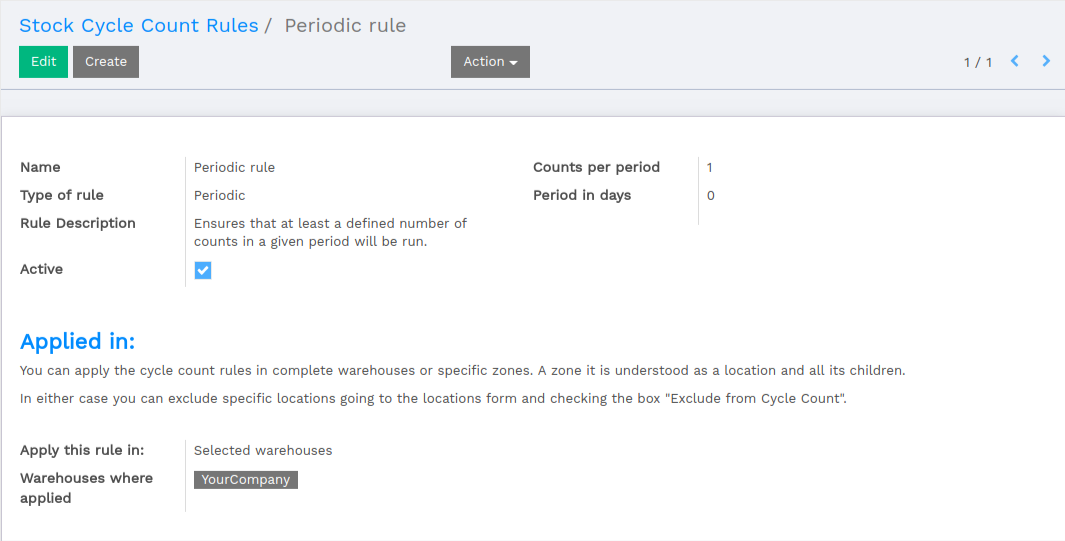 Stock Cycle Count Rules / Periodic rule
Edit Create Action 1 / 1
Name Periodic rule Counts per period 1
Type of rule Periodic Period in days 0
Rule Description Ensures that at least a defined number of
counts in a given period will be run.
Active
Applied in:
You can apply the cycle count rules in complete warehouses or specific zones. A zone it is understood as a location and all its children.
In either case you can exclude specific locations going to the locations form and checking the box "Exclude from Cycle Count".
Apply this rule in: Selected warehouses
Warehouses where YourCompany
applied